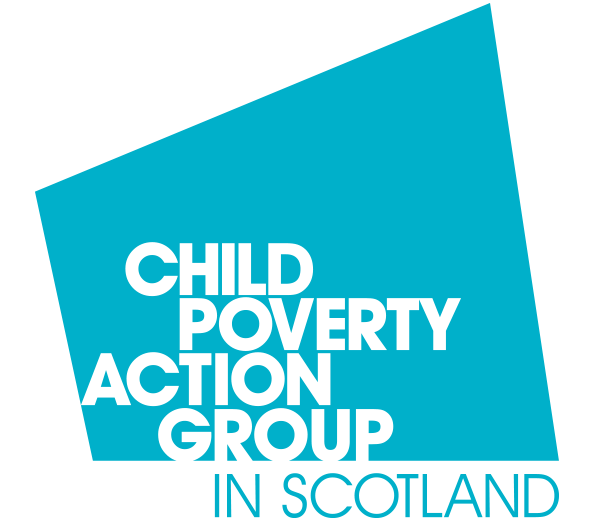 CHILD
POVERTY
ACTION
GROUP
IN SCOTLAND